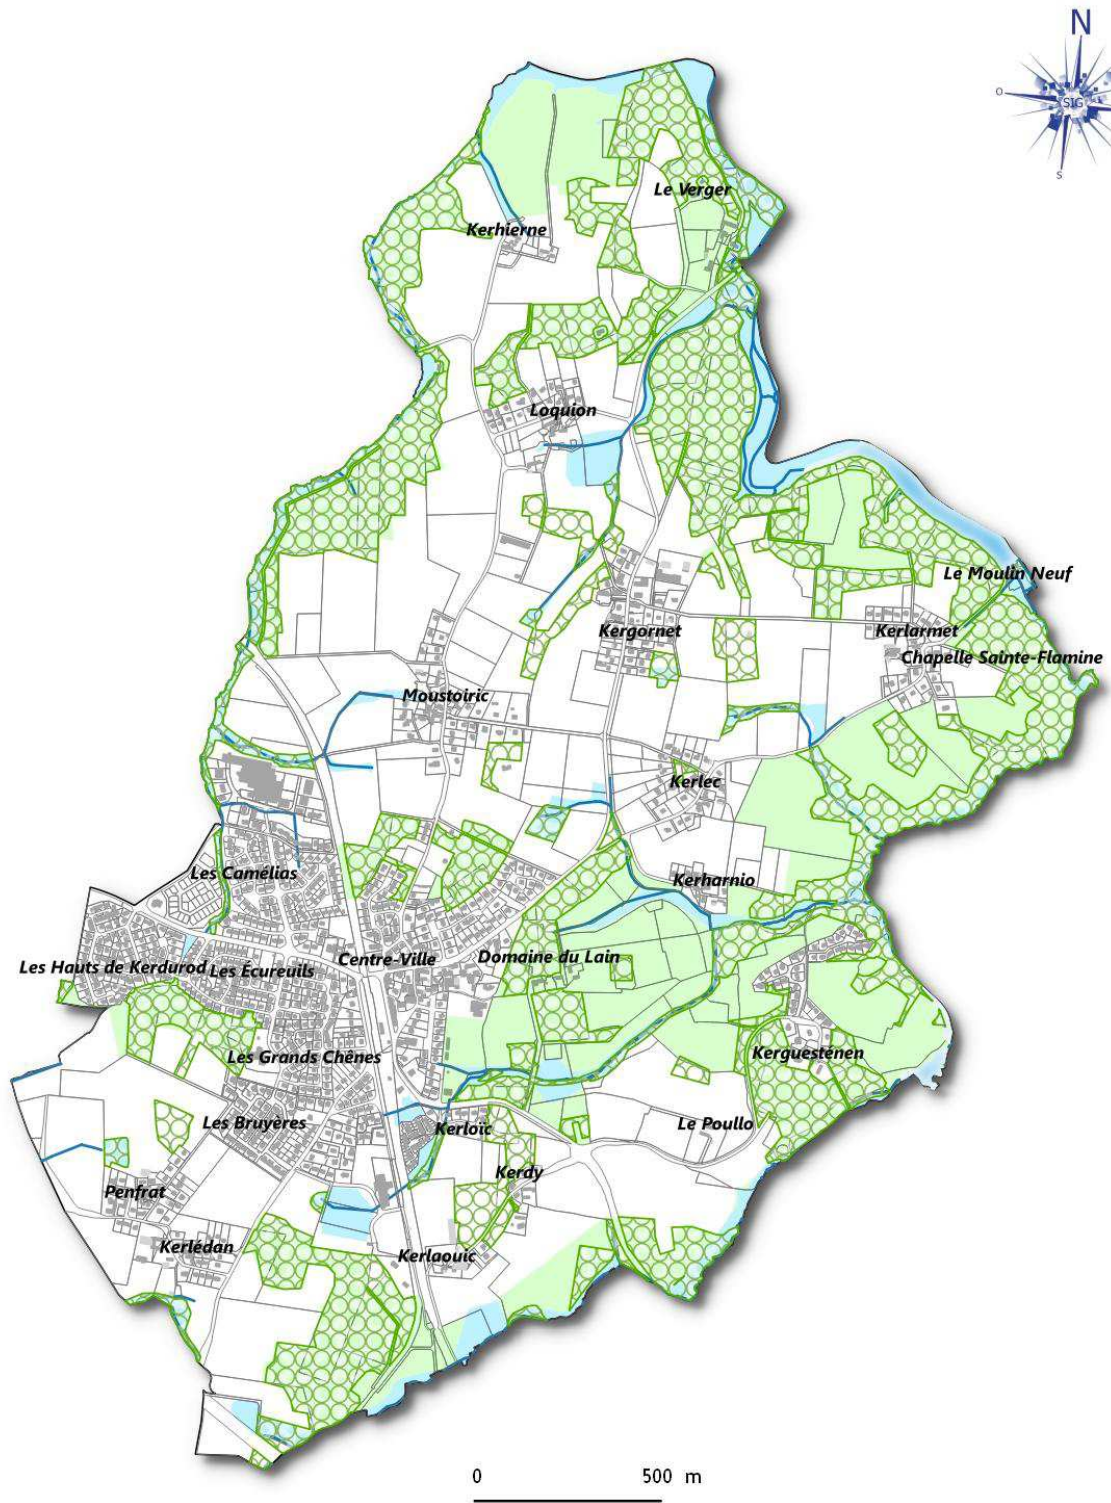 N
O
SIG
S
Le Verger
Kerhierne
Loquion
Le Moulin Neuf
Kergornet
Kerlarmet
Chapelle Sainte-Flamine
Moustoiric
Kerlec
Les Camélias
Kerharnio
Les Hauts de Kerdurod
Les Écureuils
Centre-Ville
Domaine du Lain
Les Grands Chênes
Kerguesténen
Les Bruyères
Kerloïc
Le Poullo
Kerdy
Penfrat
Kerlédan
Kerlaouic
0 500 m